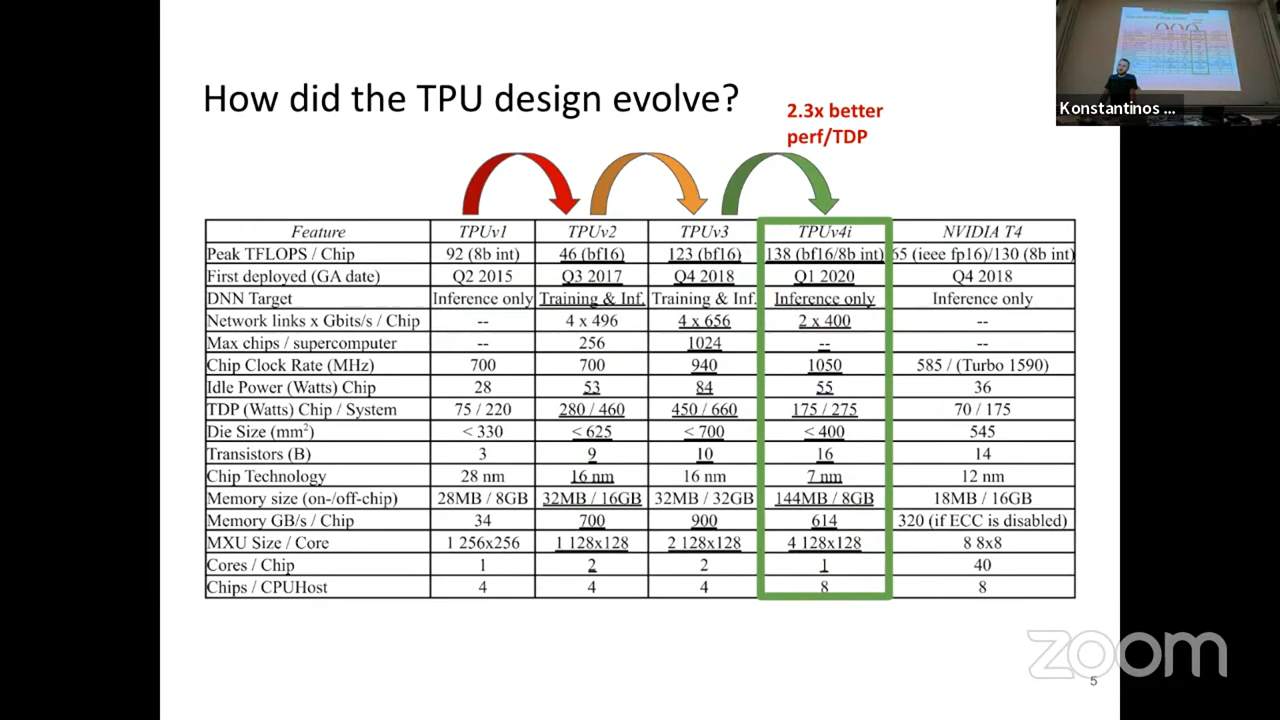 Konstantinos ...
How did the TPU design evolve?
2.3x better
perf/TDP
Feature TPUv1 TPUv2 TPUv3 TPUv4i NVIDIA T4
Peak TFLOPS / Chip 92 (8b int) 46 (bf16) 123 (bf16) 138 (bf16/8b int) 65 (ieee fp16)/130 (8b int)
First deployed (GA date) Q2 2015 Q3 2017 Q4 2018 Q1 2020 Q4 2018
DNN Target Inference only Training & Inf. Training & Inf. Inference only Inference only
Network links x Gbits/s / Chip -- 4 x 496 4 x 656 2 x 400 --
Max chips / supercomputer -- 256 1024 -- --
Chip Clock Rate (MHz) 700 700 940 1050 585 / (Turbo 1590)
Idle Power (Watts) Chip 28 53 84 55 36
TDP (Watts) Chip / System 75 / 220 280 / 460 450 / 660 175 / 275 70 / 175
Die Size (mm²) < 330 < 625 < 700 < 400 545
Transistors (B) 3 9 10 16 14
Chip Technology 28 nm 16 nm 16 nm 7 nm 12 nm
Memory size (on-/off-chip) 28MB / 8GB 32MB / 16GB 32MB / 32GB 144MB / 8GB 18MB / 16GB
Memory GB/s / Chip 34 700 900 614 320 (if ECC is disabled)
MXU Size / Core 1 256x256 1 128x128 2 128x128 4 128x128 8 8x8
Cores / Chip 1 2 2 1 40
Chips / CPUHost 4 4 4 8 8
zoom
5